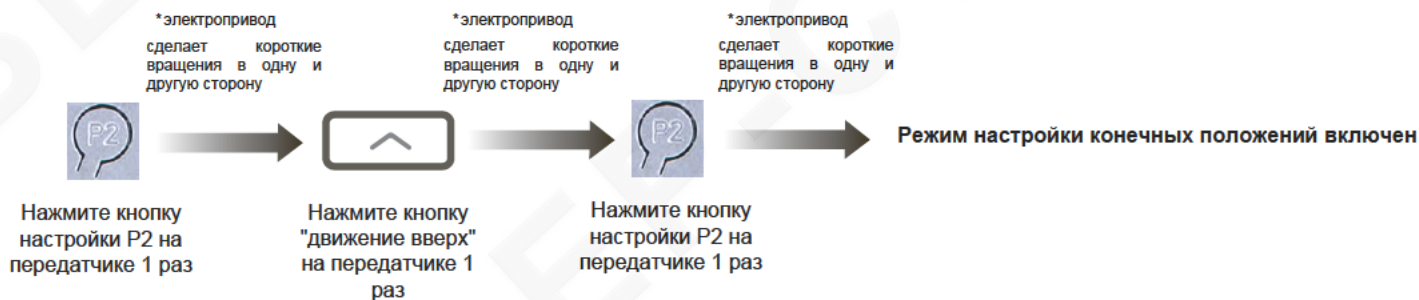 *электропривод
сделает короткие
вращения в одну и
другую сторону
*электропривод
сделает короткие
вращения в одну и
другую сторону
*электропривод
сделает короткие
вращения в одну и
другую сторону
P2
P2
Режим настройки конечных положений включен
Нажмите кнопку
настройки P2 на
передатчике 1 раз
Нажмите кнопку
"движение вверх"
на передатчике 1
раз
Нажмите кнопку
настройки P2 на
передатчике 1 раз